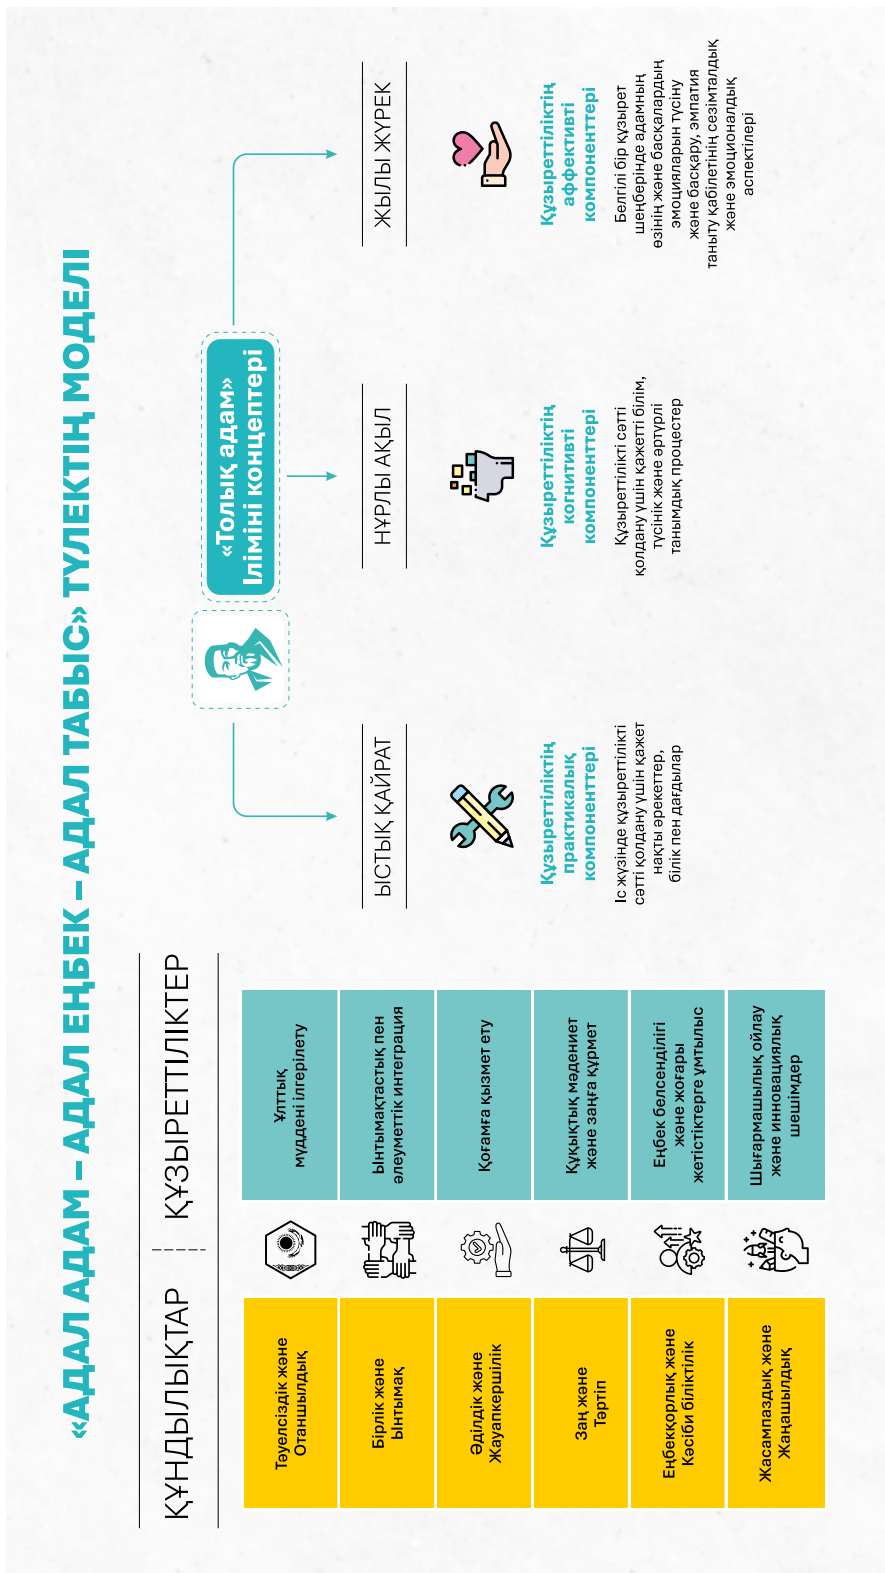 «АДАЛ АДАМ – АДАЛ ЕҢБЕК – АДАЛ ТАБЫС» ТҮЛЕКТІҢ МОДЕЛІ
ҚҰНДЫЛЫҚТАР
ҚҰЗЫРЕТТІЛІКТЕР
Тәуелсіздік және
Отаншылдық
Ұлттық
мүддені ілгерілету
Бірлік және
Ынтымақ
Ынтымақтастық пен
әлеуметтік интеграция
Әділдік және
Жауапкершілік
Қоғамға қызмет ету
Заң және
Тәртіп
Құқықтық мәдениет
және заңға құрмет
Еңбекқорлық және
Кәсіби біліктілік
Еңбек белсенділігі
және жоғары
жетістіктерге ұмтылыс
Жасампаздық және
Жаңашылдық
Шығармашылық ойлау
және инновациялық
шешімдер
«Толық адам»
Іліміні концептері
ЫСТЫҚ ҚАЙРАТ
Құзыреттіліктің
практикалық
компоненттері
Іс жүзінде құзыреттілікті
сәтті қолдану үшін қажет
нақты әрекеттер,
білік пен дағдылар
НҰРЛЫ АҚЫЛ
Құзыреттіліктің
когнитивті
компоненттері
Құзыреттілікті сәтті
қолдану үшін қажетті білім,
түсінік және әртүрлі
танымдық процестер
ЖЫЛЫ ЖҮРЕК
Құзыреттіліктің
аффективті
компоненттері
Белгілі бір құзырет
шеңберінде адамның
өзінің және басқалардың
эмоцияларын түсіну
және басқару, эмпатия
таныту қабілетінің сезімталдық
және эмоционалдық
аспектілері